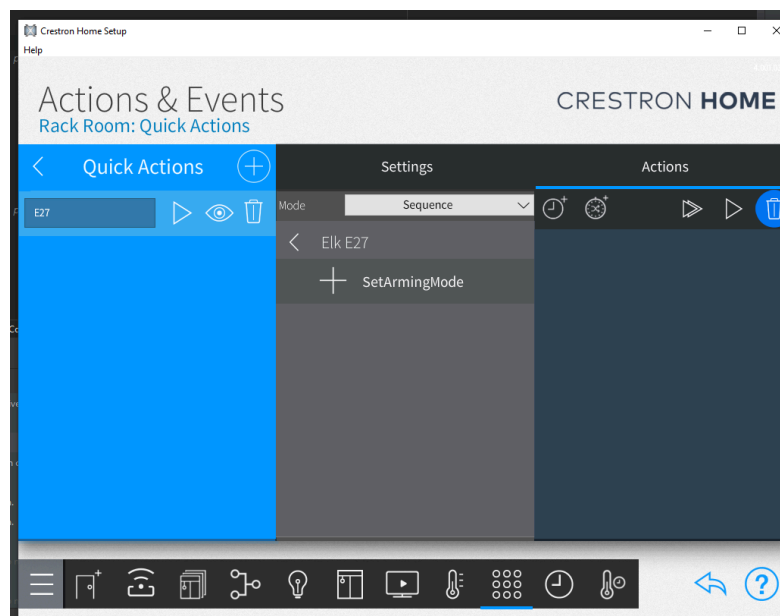 Crestron Home Setup
Help
Actions & Events
Rack Room: Quick Actions
CRESTRON HOME
Quick Actions
Settings
Actions
E27
Mode
Sequence
Elk E27
SetArmingMode
?